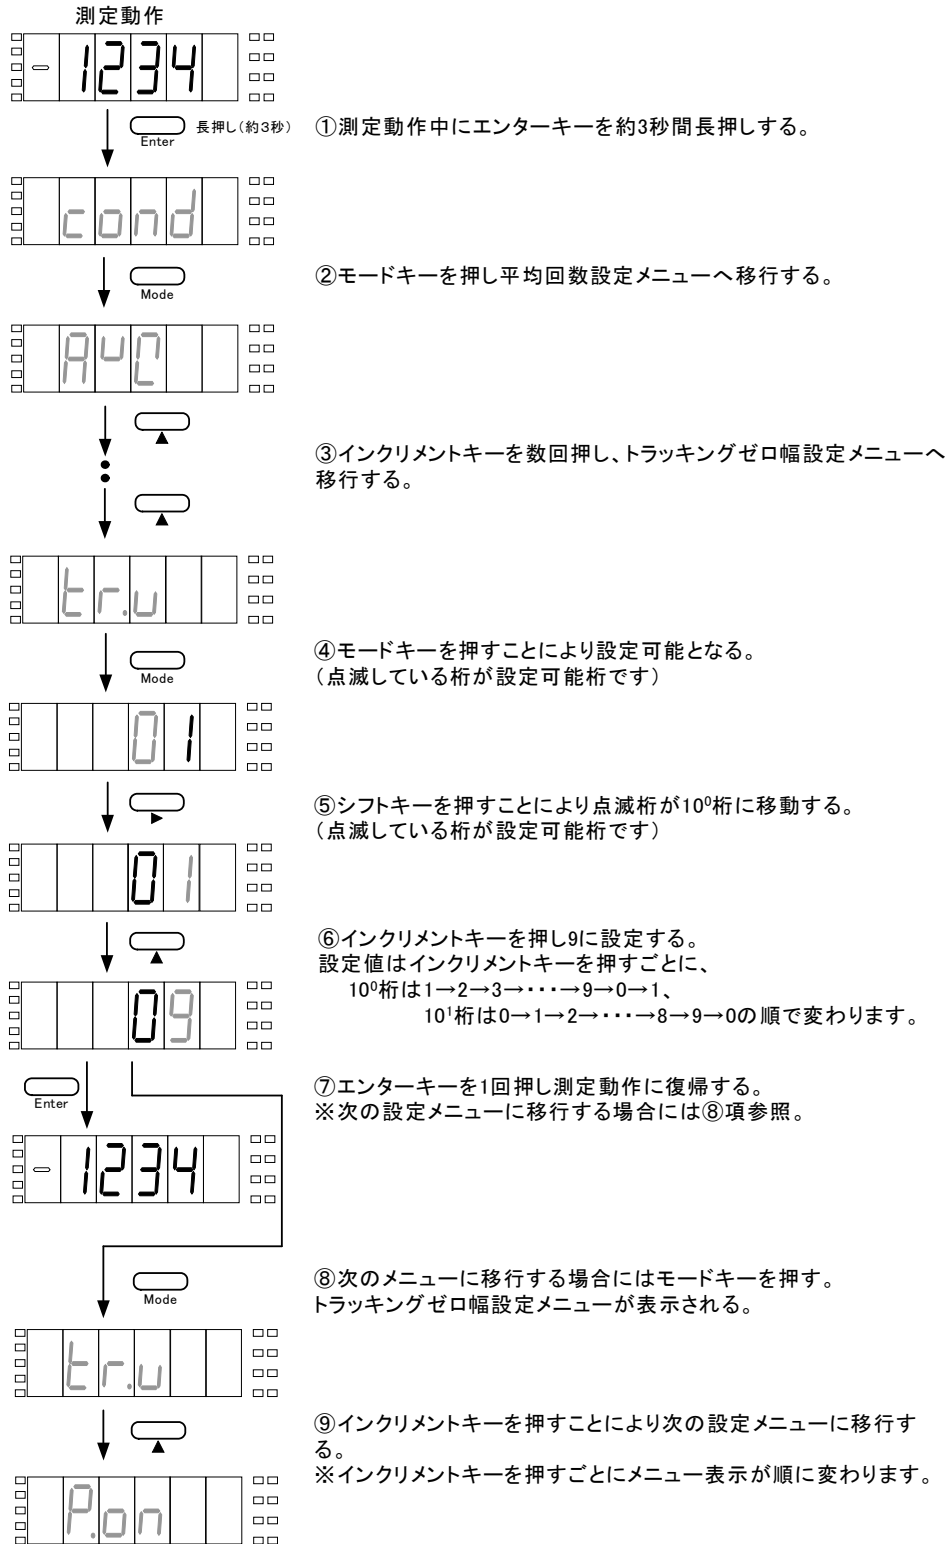 測定動作
- 1234
Enter
長押し(約3秒)
①測定動作中にエンターキーを約3秒間長押しする。
cond
Mode
②モードキーを押し平均回数設定メニューへ移行する。
▲
③インクリメントキーを数回押し、トラッキングゼロ幅設定メニューへ
移行する。
▲
tr.u
Mode
④モードキーを押すことにより設定可能となる。
(点滅している桁が設定可能桁です)
01
▶
⑤シフトキーを押すことにより点滅桁が10⁰桁に移動する。
(点滅している桁が設定可能桁です)
01
▲
⑥インクリメントキーを押し9に設定する。
設定値はインクリメントキーを押すごとに、
10⁰桁は1→2→3→・・・→9→0→1、
10¹桁は0→1→2→・・・→8→9→0の順で変わります。
09
Enter
⑦エンターキーを1回押し測定動作に復帰する。
※次の設定メニューに移行する場合には⑧項参照。
- 1234
Mode
⑧次のメニューに移行する場合にはモードキーを押す。
トラッキングゼロ幅設定メニューが表示される。
tr.u
▲
⑨インクリメントキーを押すことにより次の設定メニューに移行す
る。
※インクリメントキーを押すごとにメニュー表示が順に変わります。
P.on